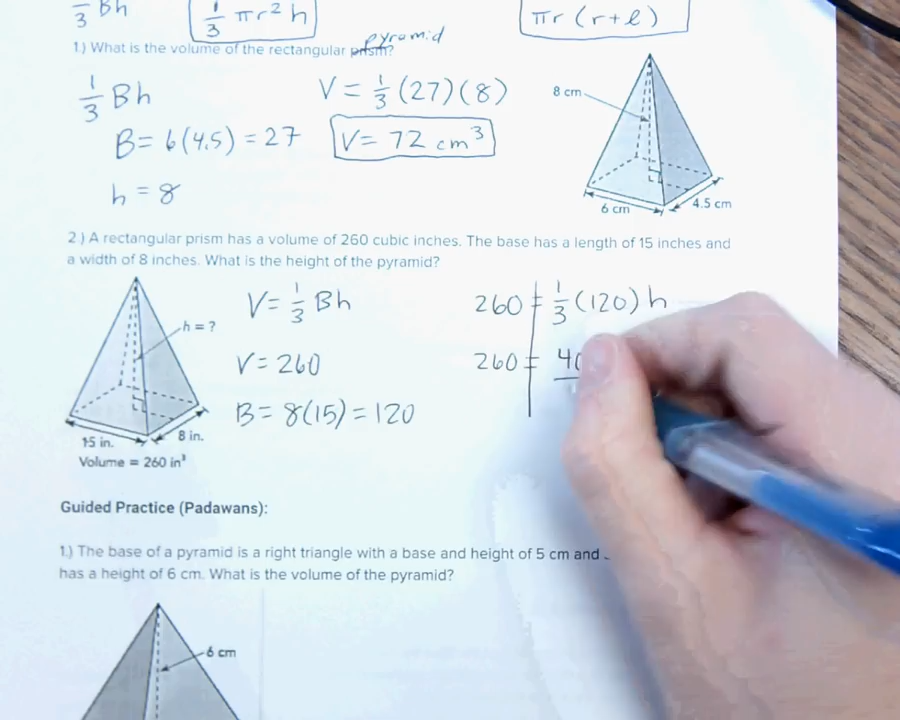 1/3 Bh
1/3 πr² h
πr (r+l)
pyramid
1.) What is the volume of the rectangular prism?
1/3 Bh
V = 1/3 (27)(8)
8 cm
B = 6(4.5) = 27
V = 72 cm³
h = 8
6 cm
4.5 cm
2.) A rectangular prism has a volume of 260 cubic inches. The base has a length of 15 inches and
a width of 8 inches. What is the height of the pyramid?
V = 1/3 Bh
260 = 1/3 (120) h
h = ?
V = 260
260 = 40
B = 8(15) = 120
15 in.
8 in.
Volume = 260 in³
Guided Practice (Padawans):
1.) The base of a pyramid is a right triangle with a base and height of 5 cm and
has a height of 6 cm. What is the volume of the pyramid?
6 cm